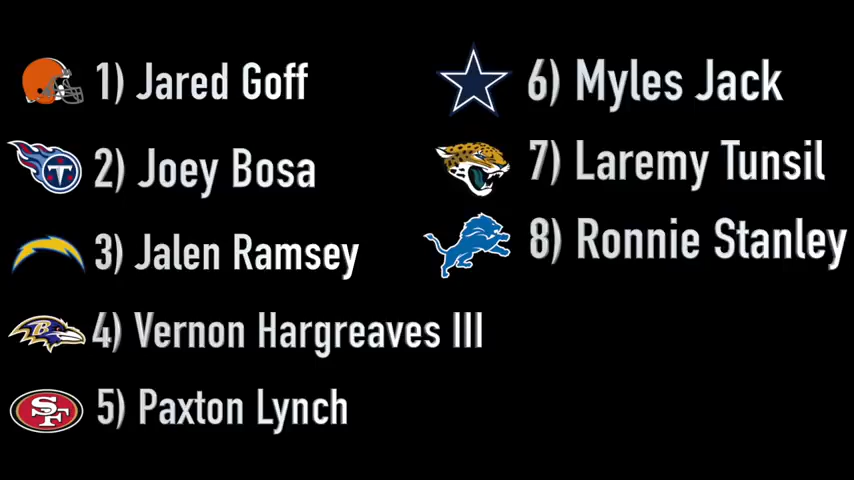 1) Jared Goff
2) Joey Bosa
3) Jalen Ramsey
4) Vernon Hargreaves III
5) Paxton Lynch
6) Myles Jack
7) Laremy Tunsil
8) Ronnie Stanley